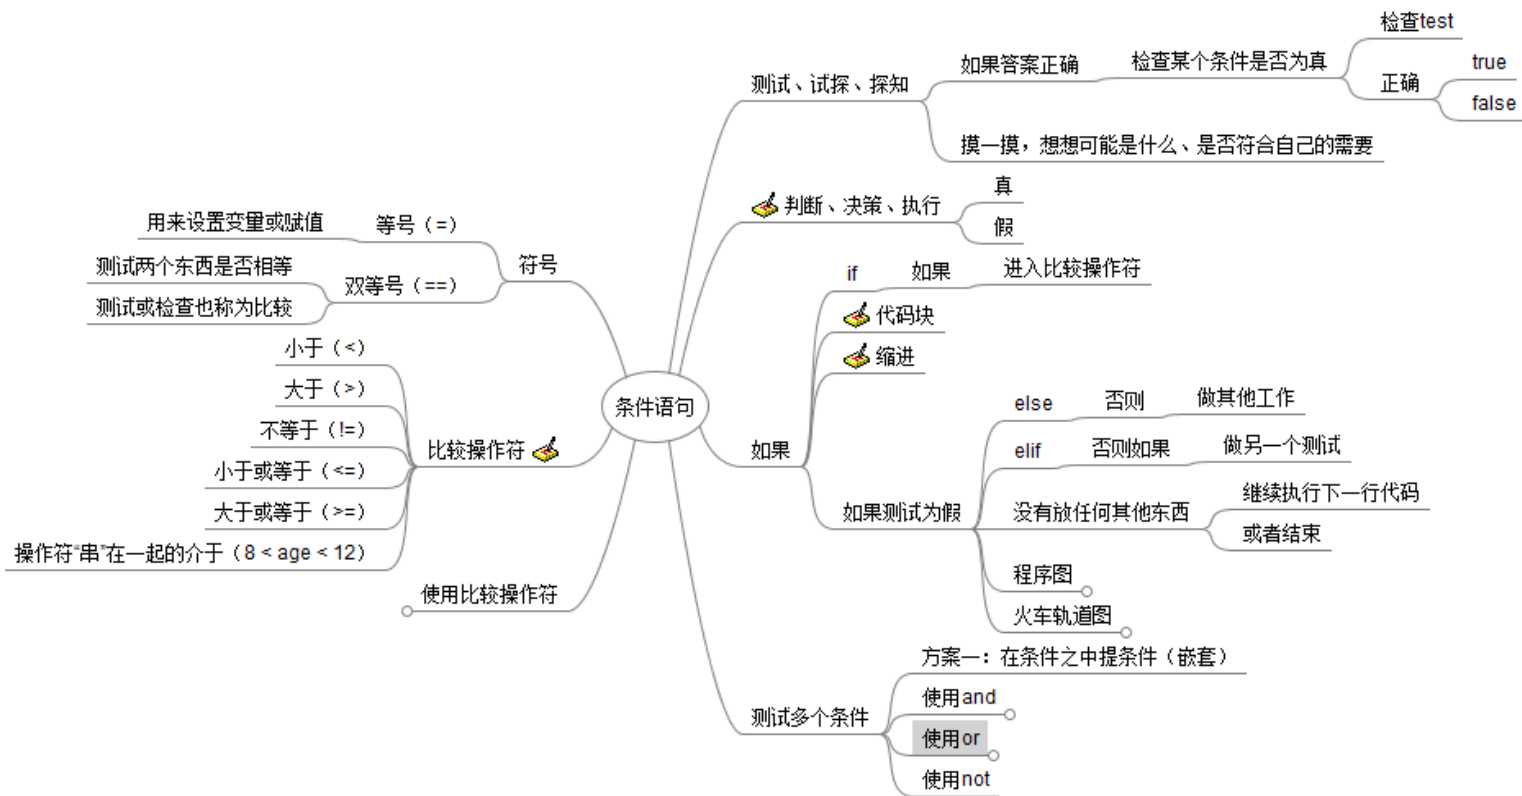 条件语句
测试、试探、探知
如果答案正确
检查某个条件是否为真
检查test
正确
true
false
摸一摸，想想可能是什么、是否符合自己的需要
判断、决策、执行
真
假
如果
if
如果
进入比较操作符
代码块
缩进
如果测试为假
else
否则
做其他工作
elif
否则如果
做另一个测试
没有放任何其他东西
继续执行下一行代码
或者结束
程序图
火车轨道图
测试多个条件
方案一：在条件之中提条件（嵌套）
使用and
使用or
使用not
符号
等号（=）
用来设置变量或赋值
双等号（==）
测试两个东西是否相等
测试或检查也称为比较
比较操作符
小于（<）
大于（>）
不等于（!=）
小于或等于（<=）
大于或等于（>=）
操作符“串”在一起的介于（8 < age < 12）
使用比较操作符